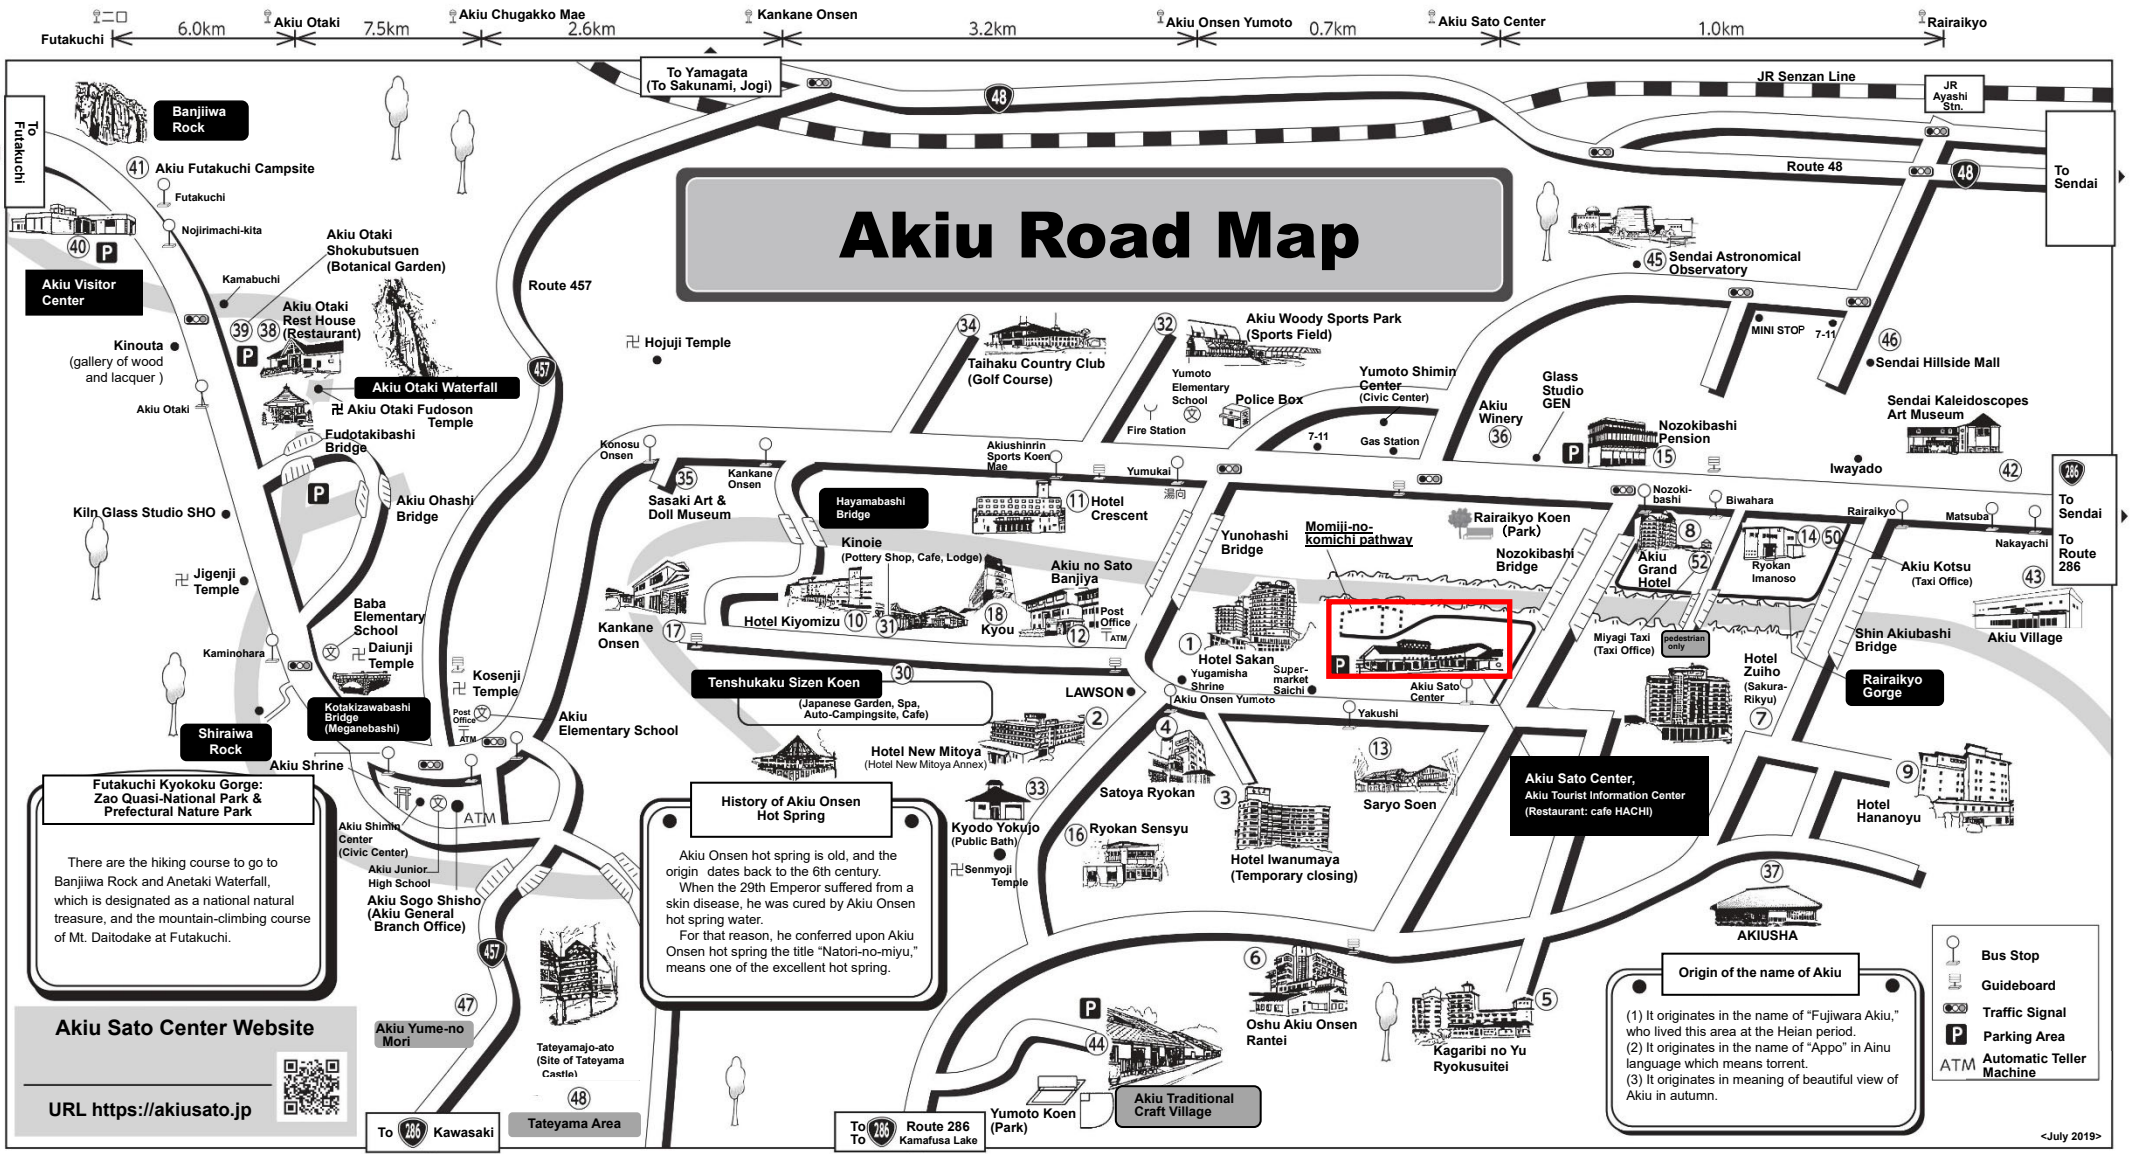 二口
Futakuchi
6.0km
Akiu Otaki
7.5km
Akiu Chugakko Mae
2.6km
Kankane Onsen
3.2km
Akiu Onsen Yumoto
0.7km
Akiu Sato Center
1.0km
Rairaikyo
To Yamagata
(To Sakunami, Jogi)
48
JR Senzan Line
JR
Ayashi
Stn.
To
Futakuchi
Banjiiwa
Rock
41 Akiu Futakuchi Campsite
Futakuchi
Nojirimachi-kita
40
P
Akiu Visitor
Center
Akiu Otaki
Shokubutsuen
(Botanical Garden)
Kamabuchi
Akiu Otaki
Rest House
(Restaurant)
39 38
P
Kinouta
(gallery of wood
and lacquer )
Akiu Otaki Waterfall
Akiu Otaki
卍 Akiu Otaki Fudoson
Temple
Fudotakibashi
Bridge
P
Akiu Ohashi
Bridge
Kiln Glass Studio SHO
卍 Jigenji
Temple
Baba
Elementary
School
文
卍 Daiunji
Temple
Kaminohara
Kotakizawabashi
Bridge
(Meganebashi)
Shiraiwa
Rock
卍 Kosenji
Temple
Post
Office
文
ATM
Akiu
Elementary School
Akiu Shrine
文
ATM
Akiu Shimin
Center
(Civic Center)
Akiu Junior
High School
Akiu Sogo Shisho
(Akiu General
Branch Office)
Route 457
457
卍 Hojuji Temple
Akiu Road Map
Route 48
48
To
Sendai
45 Sendai Astronomical
Observatory
MINI STOP
7-11
46
Sendai Hillside Mall
34
Taihaku Country Club
(Golf Course)
32
Akiu Woody Sports Park
(Sports Field)
Yumoto
Elementary
School
文
Fire Station
Police Box
Yumoto Shimin
Center
(Civic Center)
7-11
Gas Station
Akiu
Winery
36
Glass
Studio
GEN
P
Nozokibashi
Pension
15
Sendai Kaleidoscopes
Art Museum
Iwayado
42
286
To
Sendai
To
Route
286
Konosu
Onsen
35
Sasaki Art &
Doll Museum
Kankane
Onsen
Hayamabashi
Bridge
Akiushinrin
Sports Koen
Mae
11 Hotel
Crescent
Yumukai
湯向
Yunohashi
Bridge
Momiji-no-
komichi pathway
Rairaikyo Koen
(Park)
Nozokibashi
Bridge
Nozoki-
bashi
8
Akiu
Grand
Hotel
52
Biwahara
14 50
Ryokan
Imanoso
Rairaikyo
Matsuba
Nakayachi
Akiu Kotsu
(Taxi Office)
43
Akiu Village
Kinoie
(Pottery Shop, Cafe, Lodge)
Hotel Kiyomizu 10
31
18
Kyou
Akiu no Sato
Banjiya
12
Post
Office
ATM
Kankane
Onsen
17
1
Hotel Sakan
Yugamisha
Shrine
Super-
market
Saichi
P
Akiu Sato
Center
Miyagi Taxi
(Taxi Office)
pedestrian
only
Shin Akiubashi
Bridge
Rairaikyo
Gorge
Hotel
Zuiho
(Sakura-
Rikyu)
7
30
Tenshukaku Sizen Koen
(Japanese Garden, Spa,
Auto-Campingsite, Cafe)
LAWSON
Akiu Onsen Yumoto
Yakushi
2
Hotel New Mitoya
(Hotel New Mitoya Annex)
4
Satoya Ryokan
3
Hotel Iwanumaya
(Temporary closing)
13
Saryo Soen
Akiu Sato Center,
Akiu Tourist Information Center
(Restaurant: cafe HACHI)
9
Hotel
Hananoyu
33
Kyodo Yokujo
(Public Bath)
卍 Senmyoji
Temple
16 Ryokan Sensyu
37
AKIUSHA
6
Oshu Akiu Onsen
Rantei
5
Kagaribi no Yu
Ryokusuitei
P
44
Akiu Traditional
Craft Village
Yumoto Koen
(Park)
To 286 Route 286
To Kamafusa Lake
Futakuchi Kyokoku Gorge:
Zao Quasi-National Park &
Prefectural Nature Park
There are the hiking course to go to
Banjiiwa Rock and Anetaki Waterfall,
which is designated as a national natural
treasure, and the mountain-climbing course
of Mt. Daitodake at Futakuchi.
History of Akiu Onsen
Hot Spring
Akiu Onsen hot spring is old, and the
origin dates back to the 6th century.
When the 29th Emperor suffered from a
skin disease, he was cured by Akiu Onsen
hot spring water.
For that reason, he conferred upon Akiu
Onsen hot spring the title “Natori-no-miyu,”
means one of the excellent hot spring.
457
47
Akiu Yume-no
Mori
Tateyamajo-ato
(Site of Tateyama
Castle)
48
Tateyama Area
To 286 Kawasaki
Akiu Sato Center Website
URL https://akiusato.jp
Origin of the name of Akiu
(1) It originates in the name of “Fujiwara Akiu,”
who lived this area at the Heian period.
(2) It originates in the name of “Appo” in Ainu
language which means torrent.
(3) It originates in meaning of beautiful view of
Akiu in autumn.
Bus Stop
Guideboard
Traffic Signal
P Parking Area
ATM Automatic Teller
Machine
<July 2019>